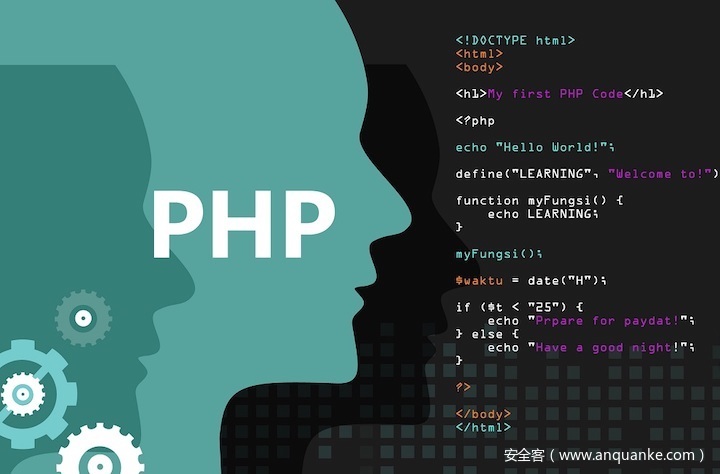 PHP
<!DOCTYPE html>
<html>
<body>
<h1>My first PHP Code</h1>
<?php
echo "Hello World!";
define("LEARNING", "Welcome to!")
function myFungsi() {
echo LEARNING;
}
myFungsi();
$waktu = date("H");
if ($t < "25") {
echo "Prpare for paydat!";
} else {
echo "Have a good night!";
}
?>
</body>
</html>
安全客（www.anquanke.com）